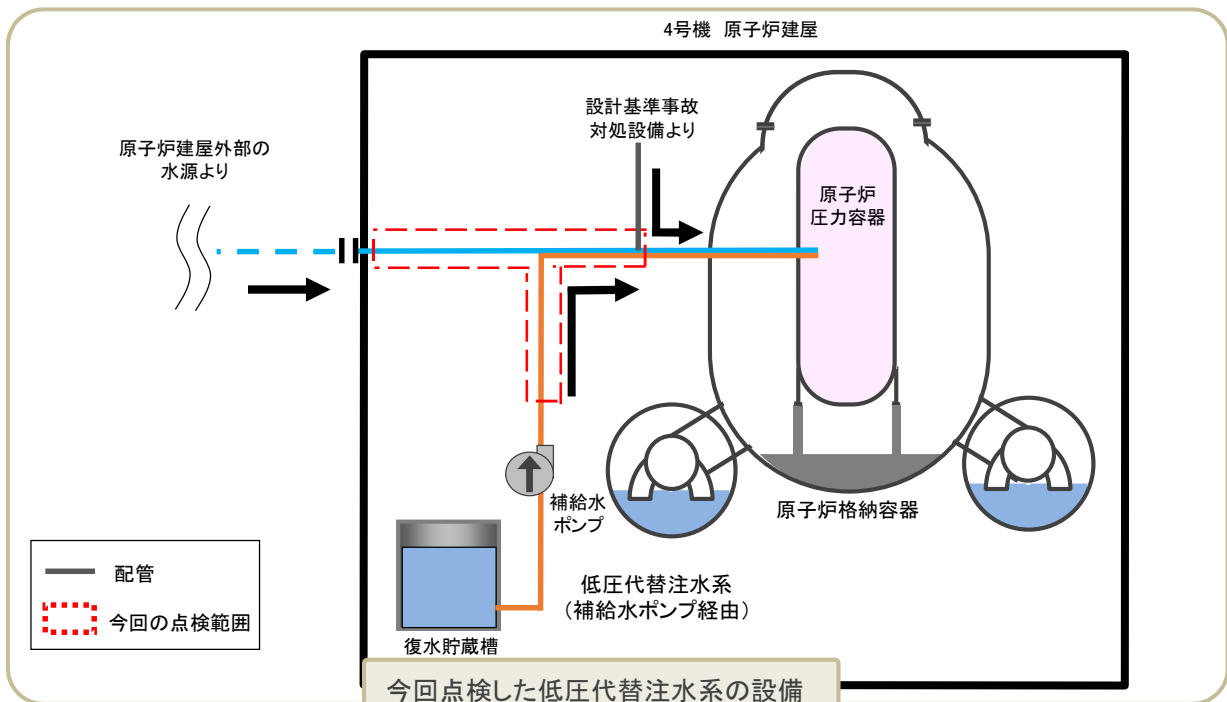 4号機 原子炉建屋
設計基準事故
対処設備より
原子炉建屋外部の
水源より
原子炉
圧力容器
補給水
ポンプ
原子炉格納容器
低圧代替注水系
（補給水ポンプ経由）
復水貯蔵槽
配管
今回の点検範囲
今回点検した低圧代替注水系の設備